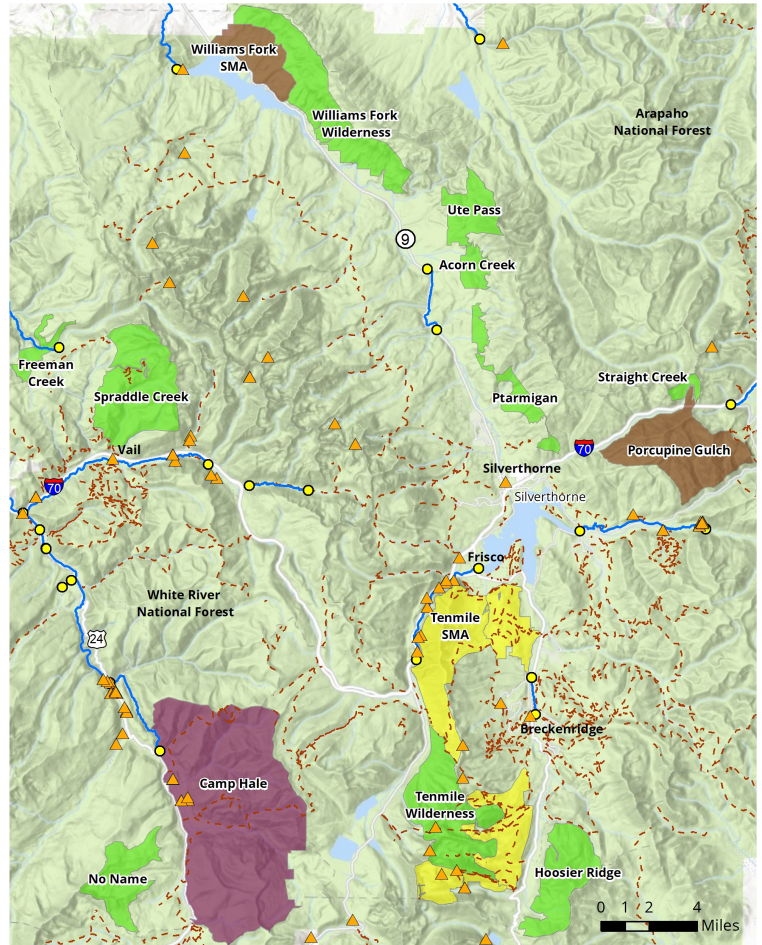 Williams Fork
SMA
Williams Fork
Wilderness
Arapaho
National Forest
Ute Pass
9
Acorn Creek
Freeman
Creek
Spraddle Creek
Straight Creek
Ptarmigan
Vail
70
Porcupine Gulch
Silverthorne
70
Silverthorne
Frisco
White River
National Forest
Tenmile
SMA
24
Breckenridge
Camp Hale
Tenmile
Wilderness
No Name
Hoosier Ridge
0 1 2 4
Miles